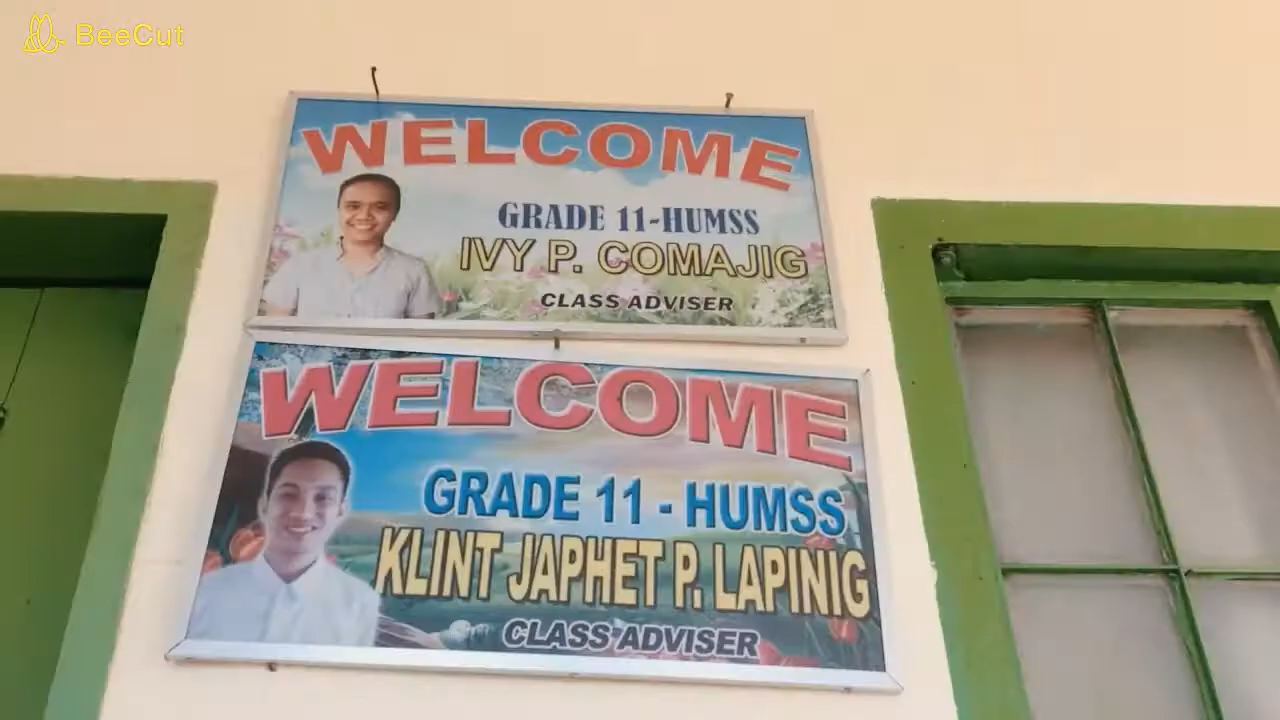 BeeCut
WELCOME
GRADE 11-HUMSS
IVY P. COMAJIG
CLASS ADVISER
WELCOME
GRADE 11 - HUMSS
KLINT JAPHET P. LAPINIG
CLASS ADVISER